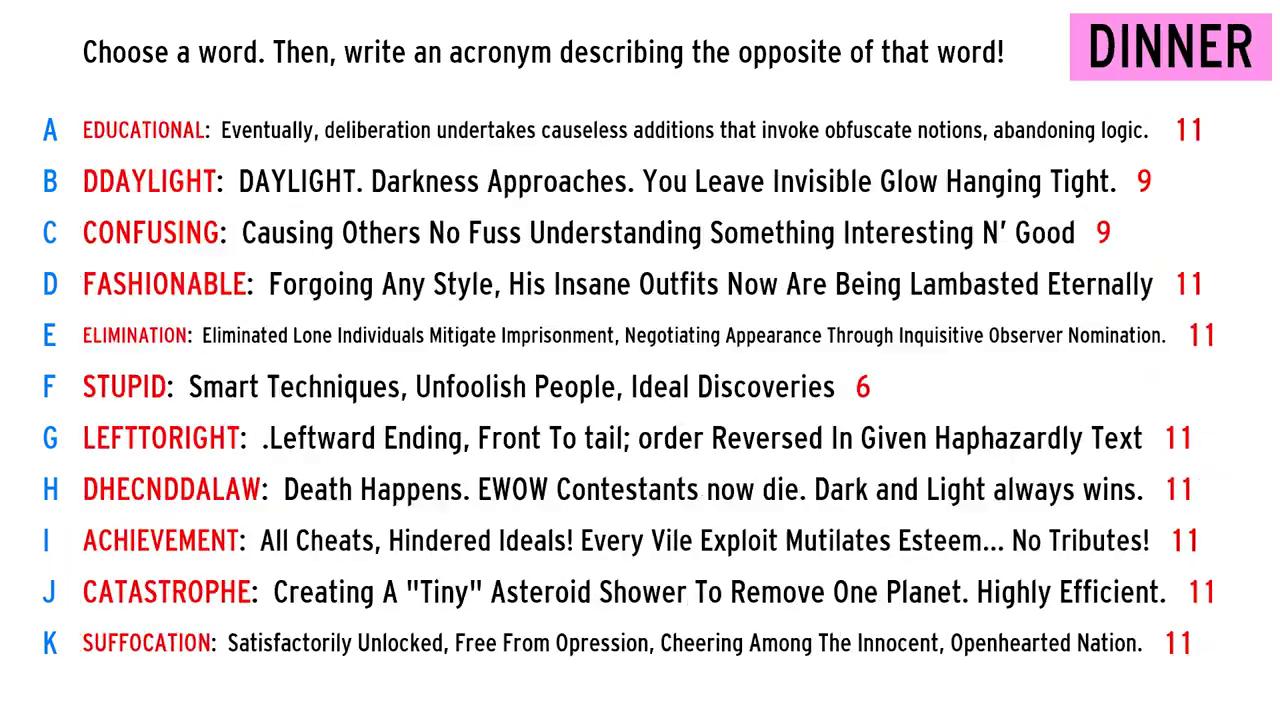 Choose a word. Then, write an acronym describing the opposite of that word!
DINNER
A EDUCATIONAL: Eventually, deliberation undertakes causeless additions that invoke obfuscate notions, abandoning logic. 11
B DDAYLIGHT: DAYLIGHT. Darkness Approaches. You Leave Invisible Glow Hanging Tight. 9
C CONFUSING: Causing Others No Fuss Understanding Something Interesting N' Good 9
D FASHIONABLE: Forgoing Any Style, His Insane Outfits Now Are Being Lambasted Eternally 11
E ELIMINATION: Eliminated Lone Individuals Mitigate Imprisonment, Negotiating Appearance Through Inquisitive Observer Nomination. 11
F STUPID: Smart Techniques, Unfoolish People, Ideal Discoveries 6
G LEFTTORIGHT: .Leftward Ending, Front To tail; order Reversed In Given Haphazardly Text 11
H DHECNDDALAW: Death Happens. EWOW Contestants now die. Dark and Light always wins. 11
I ACHIEVEMENT: All Cheats, Hindered Ideals! Every Vile Exploit Mutilates Esteem... No Tributes! 11
J CATASTROPHE: Creating A "Tiny" Asteroid Shower To Remove One Planet. Highly Efficient. 11
K SUFFOCATION: Satisfactorily Unlocked, Free From Opression, Cheering Among The Innocent, Openhearted Nation. 11